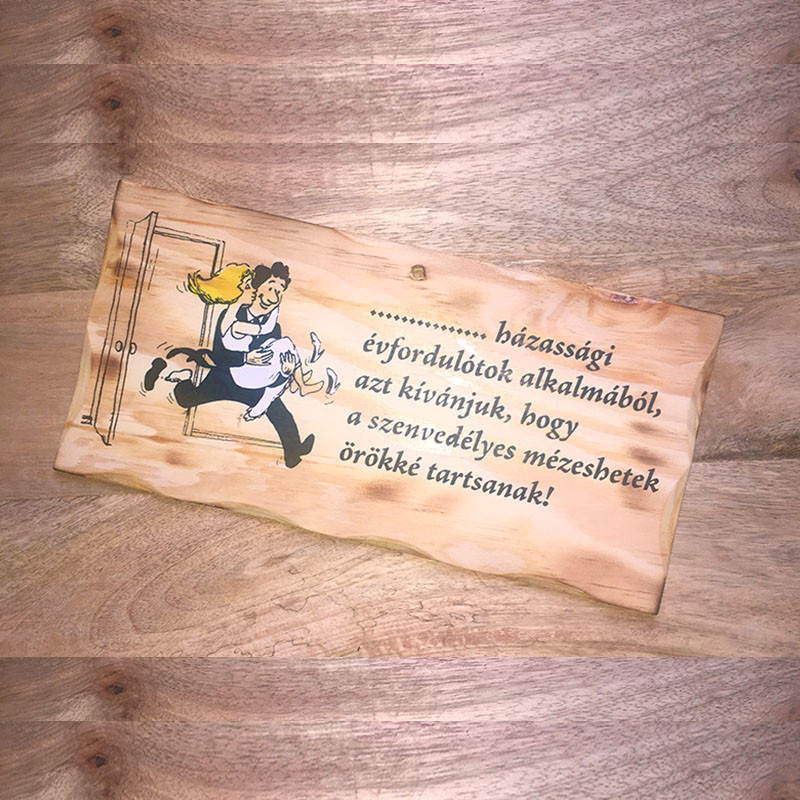 ................ házassági
évfordulótok alkalmából,
azt kívánjuk, hogy
a szenvedélyes mézeshetek
örökké tartsanak!